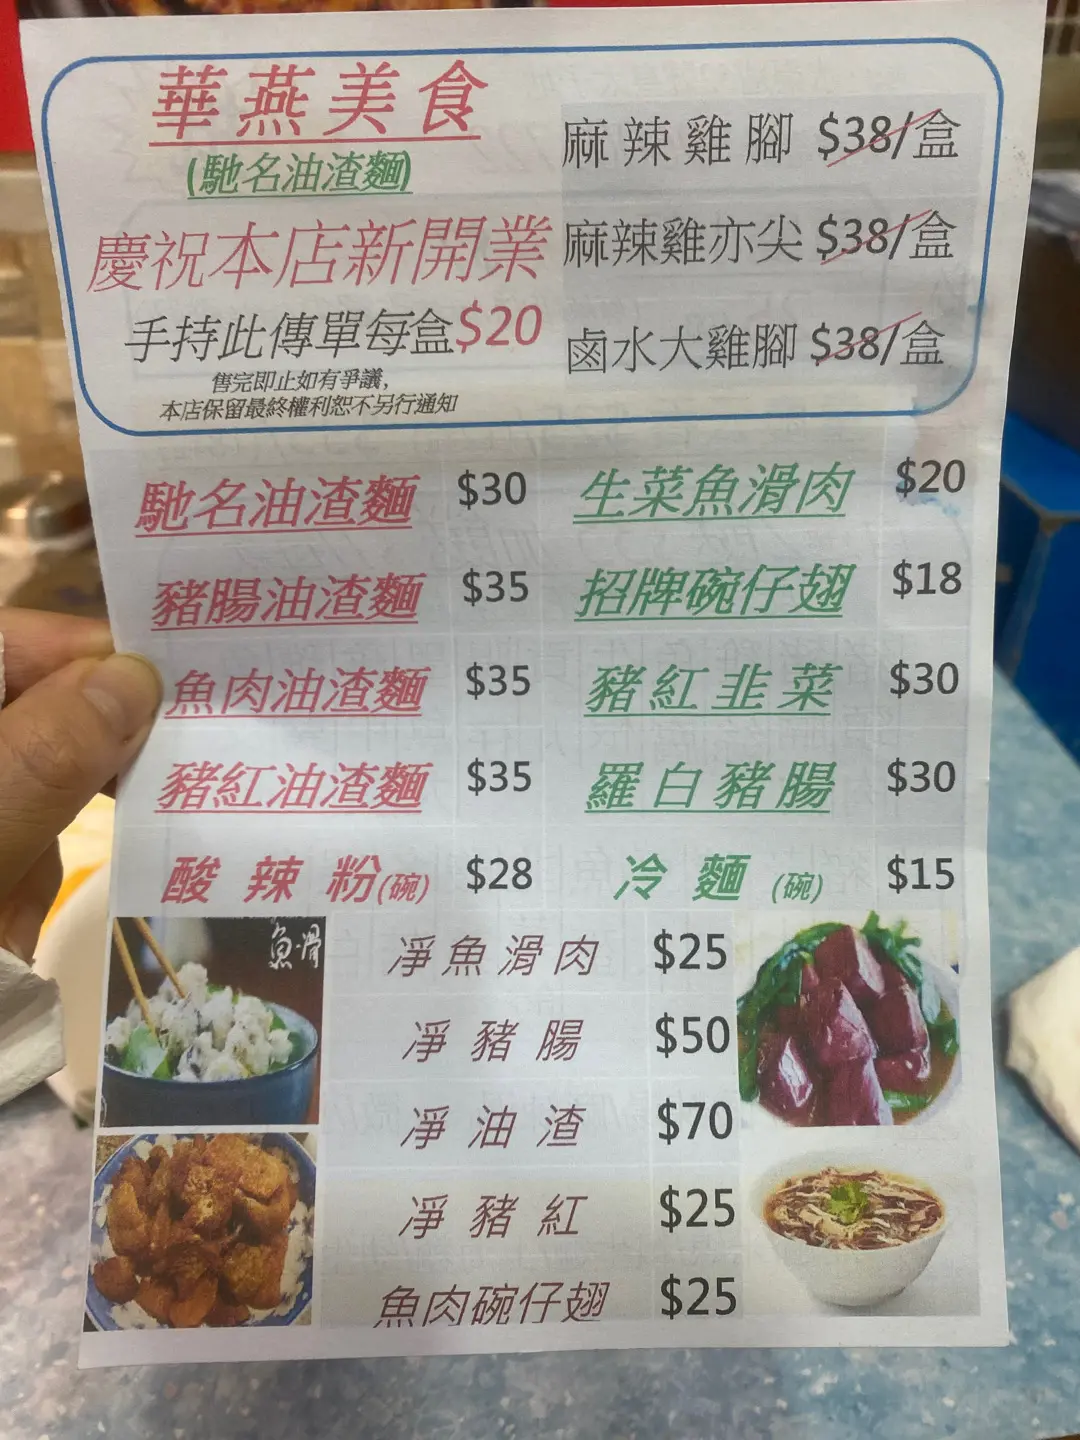 華燕美食
(馳名油渣麵)
慶祝本店新開業
手持此傳單每盒$20
售完即止如有爭議，
本店保留最終權利恕不另行通知
麻辣雞腳 $38/盒
麻辣雞亦尖 $38/盒
鹵水大雞腳 $38/盒
馳名油渣麵 $30 生菜魚滑肉 $20
豬腸油渣麵 $35 招牌碗仔翅 $18
魚肉油渣麵 $35 豬紅韭菜 $30
豬紅油渣麵 $35 羅白豬腸 $30
酸辣粉(碗) $28 冷麵(碗) $15
魚·滑
凈魚滑肉 $25
凈豬腸 $50
凈油渣 $70
凈豬紅 $25
魚肉碗仔翅 $25